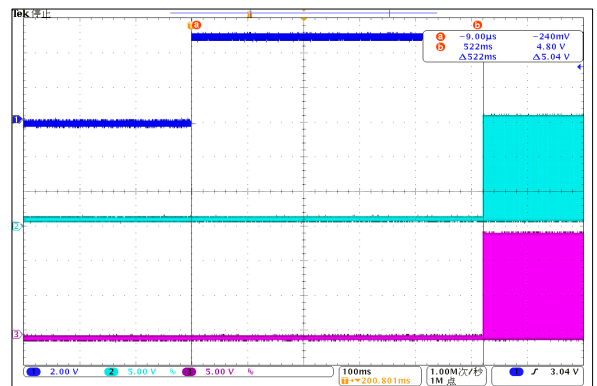 Tek 停止
a
b
a -9.00µs -240mV
b 522ms 4.80 V
Δ522ms Δ5.04 V
1
2
3
1 2.00 V 2 5.00 V 3 5.00 V
100ms
200.801ms
1.00M次/秒
1M 点
1 3.04 V